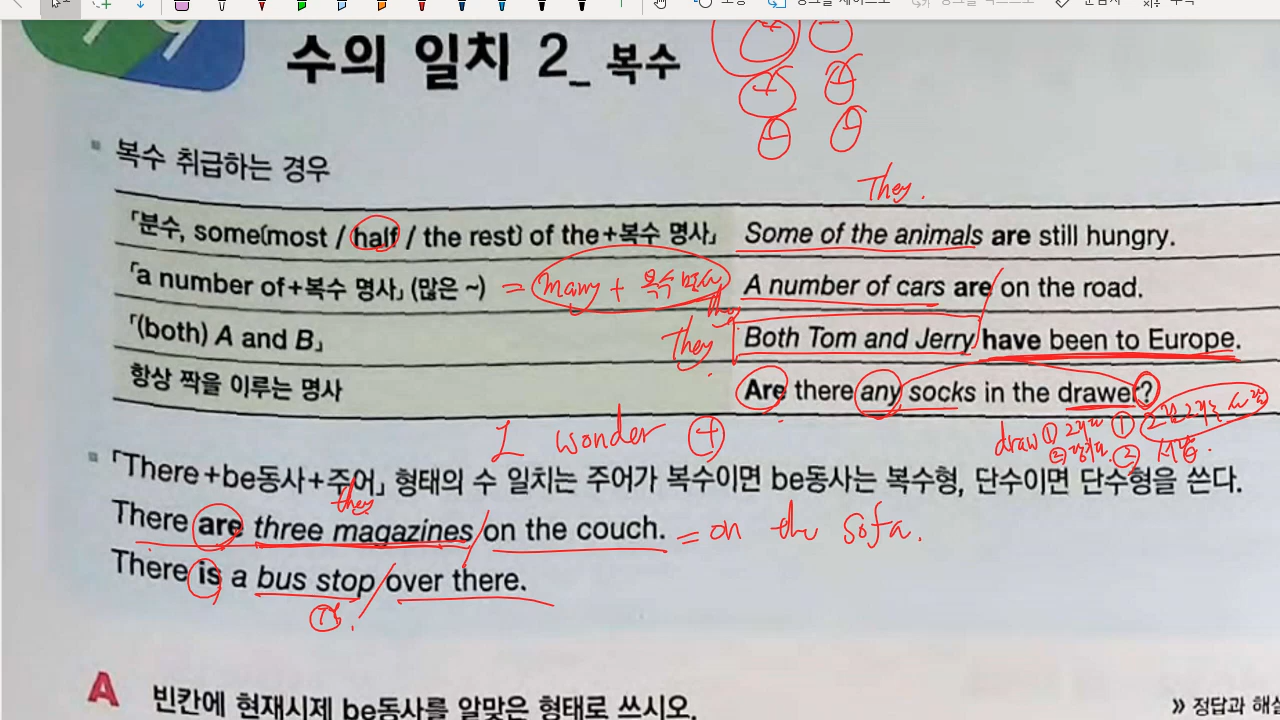 79
수의 일치 2_ 복수
복수 취급하는 경우
They.
「분수, some(most / half / the rest) of the+복수 명사」 Some of the animals are still hungry.
「a number of+복수 명사」(많은 ~) = many + 복수 명사 A number of cars are on the road.
They
「(both) A and B」 They Both Tom and Jerry have been to Europe.
항상 짝을 이루는 명사 Are there any socks in the drawer?
I wonder
draw ① ① 그리는 사람
② ② 서랍.
「There+be동사+주어」 형태의 수 일치는 주어가 복수이면 be동사는 복수형, 단수이면 단수형을 쓴다.
they
There are three magazines / on the couch. = on the sofa.
There is a bus stop / over there.
A 빈칸에 현재시제 be동사를 알맞은 형태로 쓰시오.
» 정답과 해설